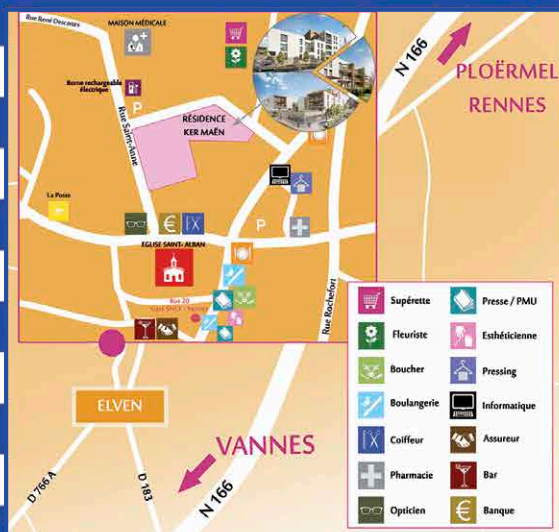 Rue René Descartes
MAISON MÉDICALE
N 166
PLOËRMEL
RENNES
Borne rechargeable
électrique
P
Rue Saint-Anne
RÉSIDENCE
KER MAËN
La Poste
P
EGLISE SAINT-ALBAN
Bus 20
Rue Rochefort
Supérette
Presse / PMU
Fleuriste
Esthéticienne
Boucher
Pressing
Boulangerie
Informatique
Coiffeur
Assureur
Pharmacie
Bar
Opticien
Banque
ELVEN
VANNES
D 766 A
D 183
N 166